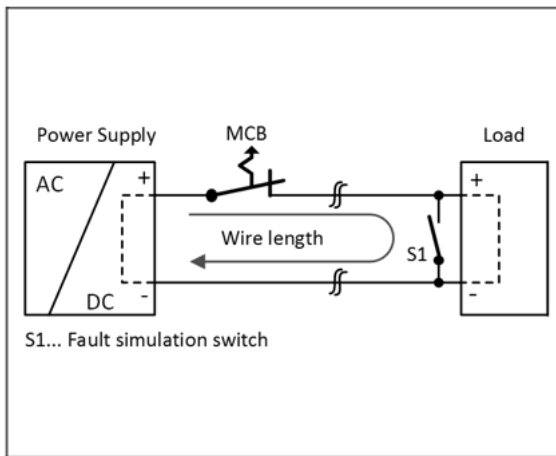 Power Supply
MCB
Load
AC
+
+
Wire length
S1
DC
-
-
S1... Fault simulation switch